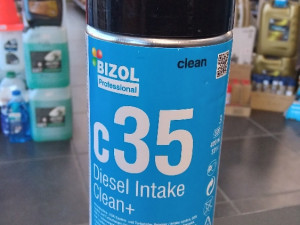 BIZOL
Professional
clean
c35
Diesel Intake
Clean+